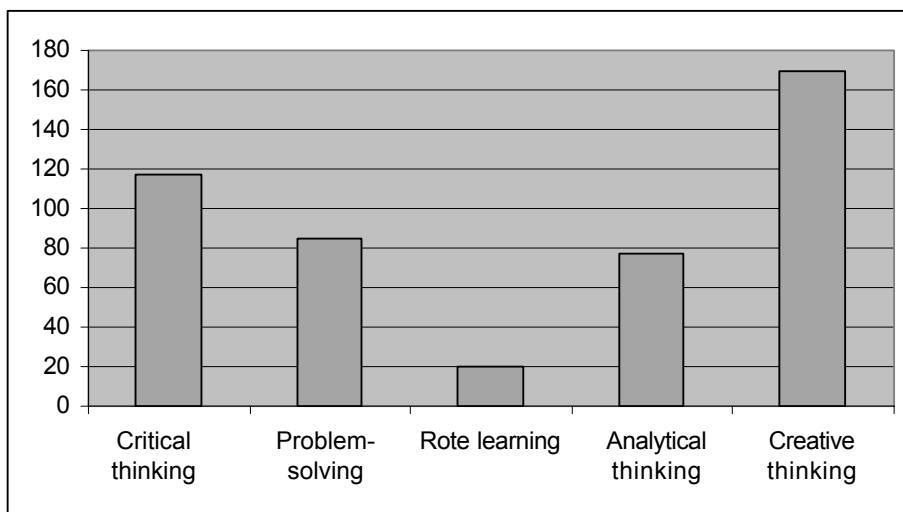 180
160
140
120
100
80
60
40
20
0
Critical thinking
Problem-solving
Rote learning
Analytical thinking
Creative thinking